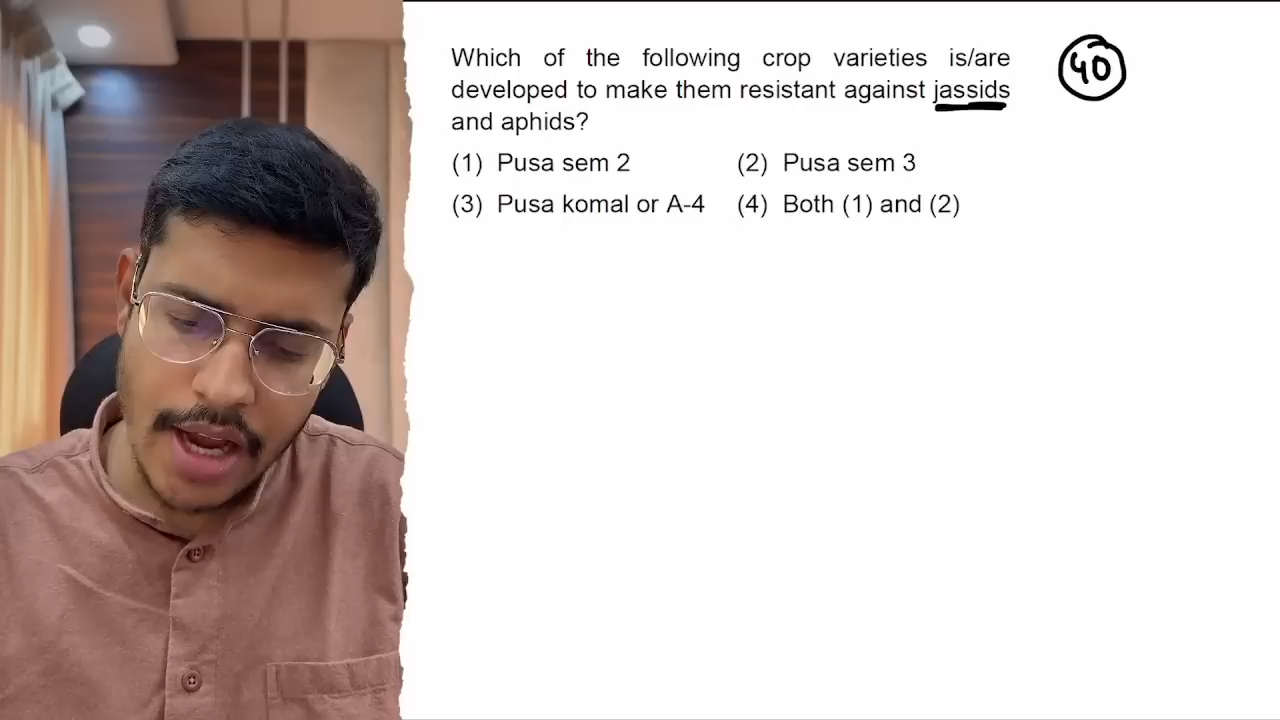 Which of the following crop varieties is/are
developed to make them resistant against jassids
and aphids?
(1) Pusa sem 2 (2) Pusa sem 3
(3) Pusa komal or A-4 (4) Both (1) and (2)
40